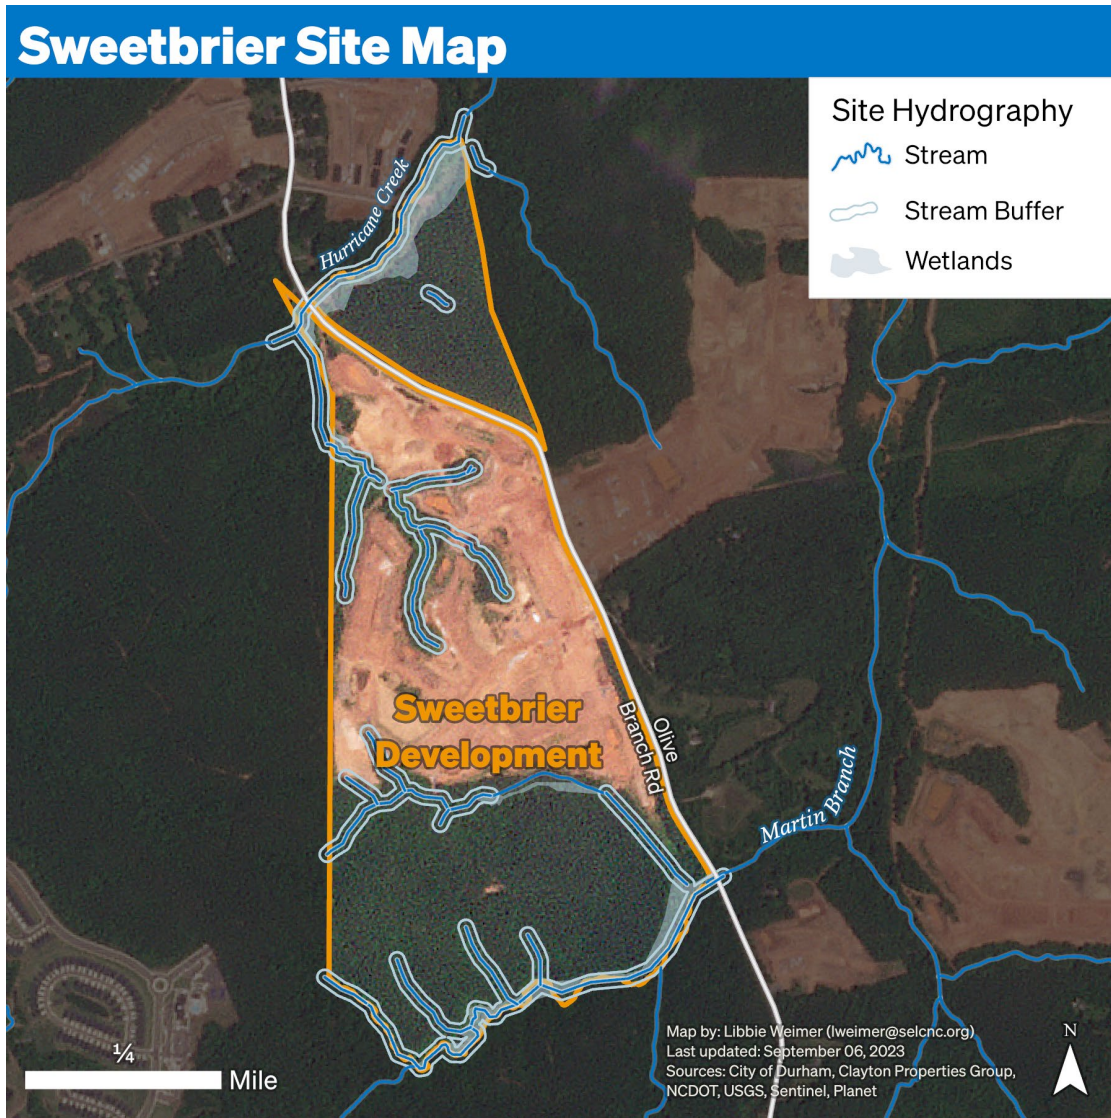 Sweetbrier Site Map
Site Hydrography
Stream
Stream Buffer
Wetlands
Hurricane Creek
Sweetbrier
Development
Olive
Branch Rd
Martin Branch
Map by: Libbie Weimer (lweimer@selcnc.org)
Last updated: September 06, 2023
Sources: City of Durham, Clayton Properties Group,
NCDOT, USGS, Sentinel, Planet
N
¼
Mile